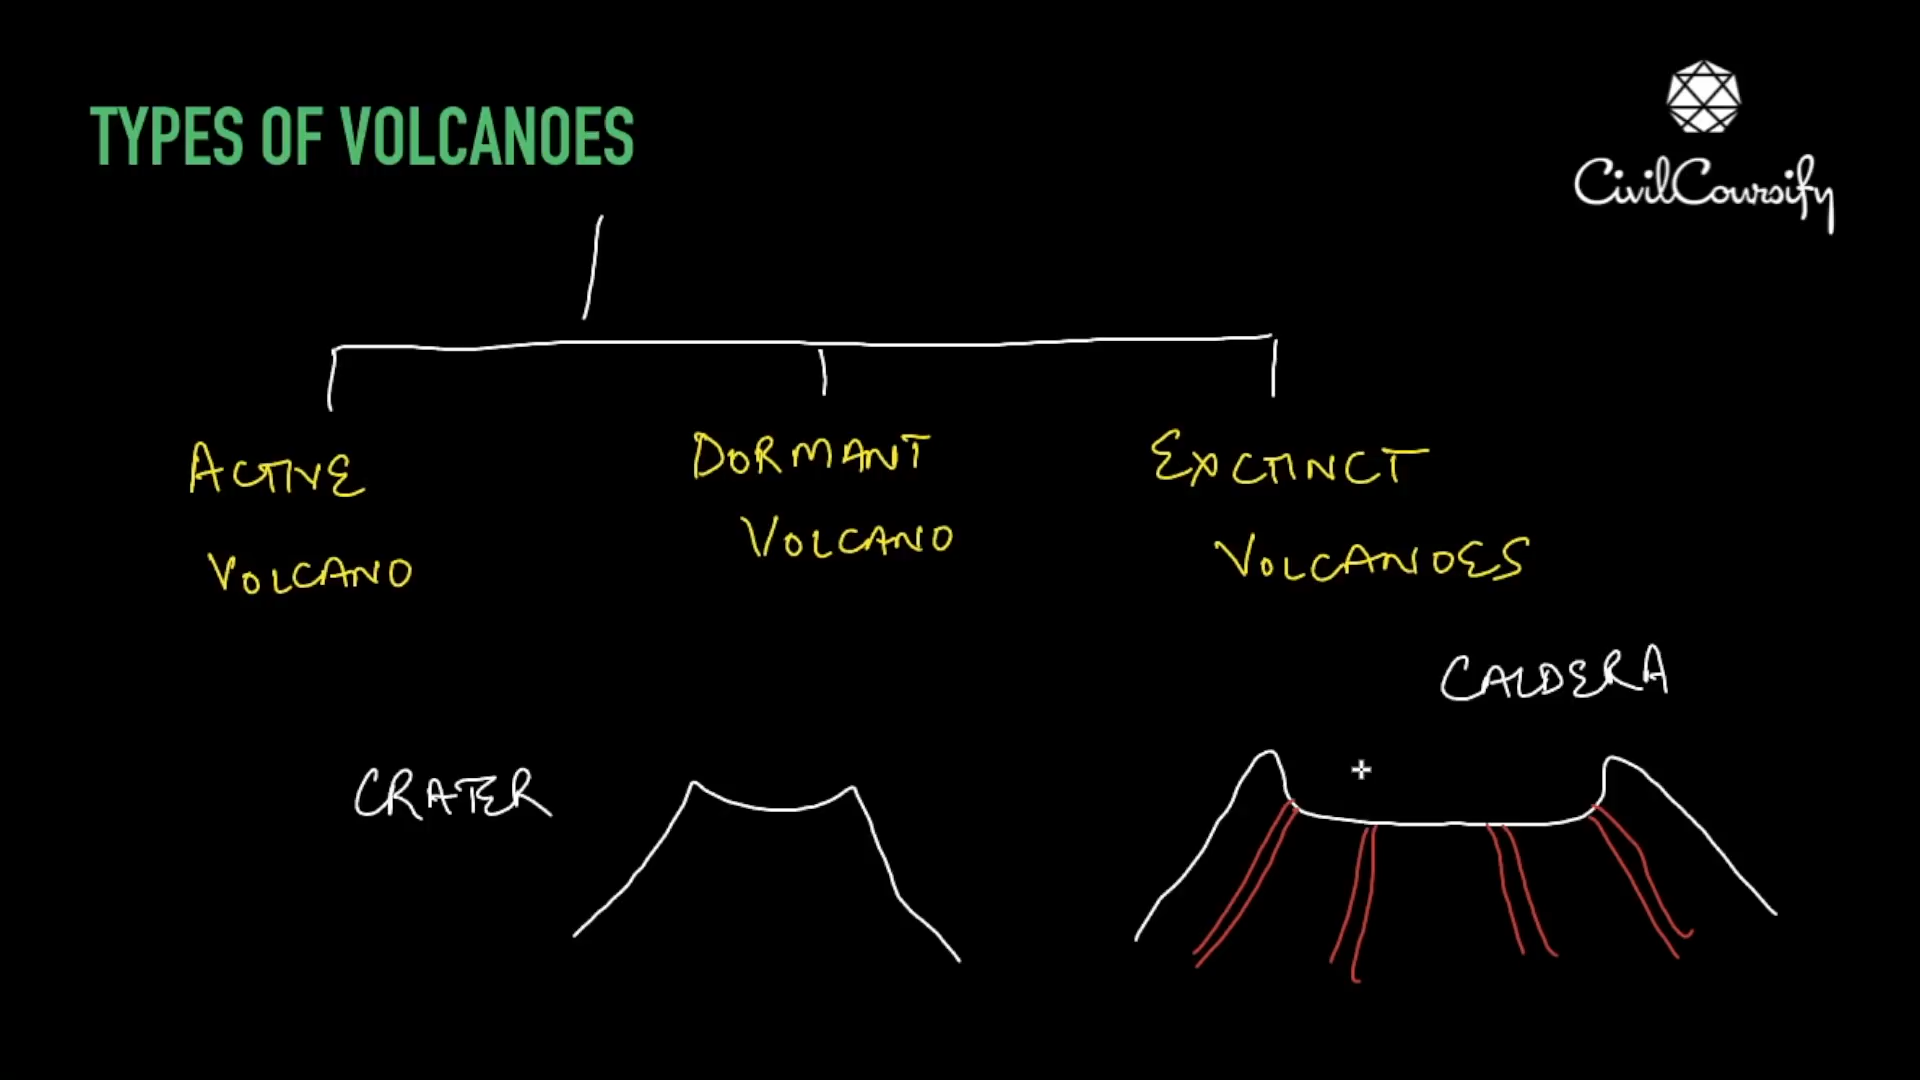 TYPES OF VOLCANOES
CivilCoursify
ACTIVE
VOLCANO
DORMANT
VOLCANO
EXCTINCT
VOLCANOES
CALDERA
CRATER